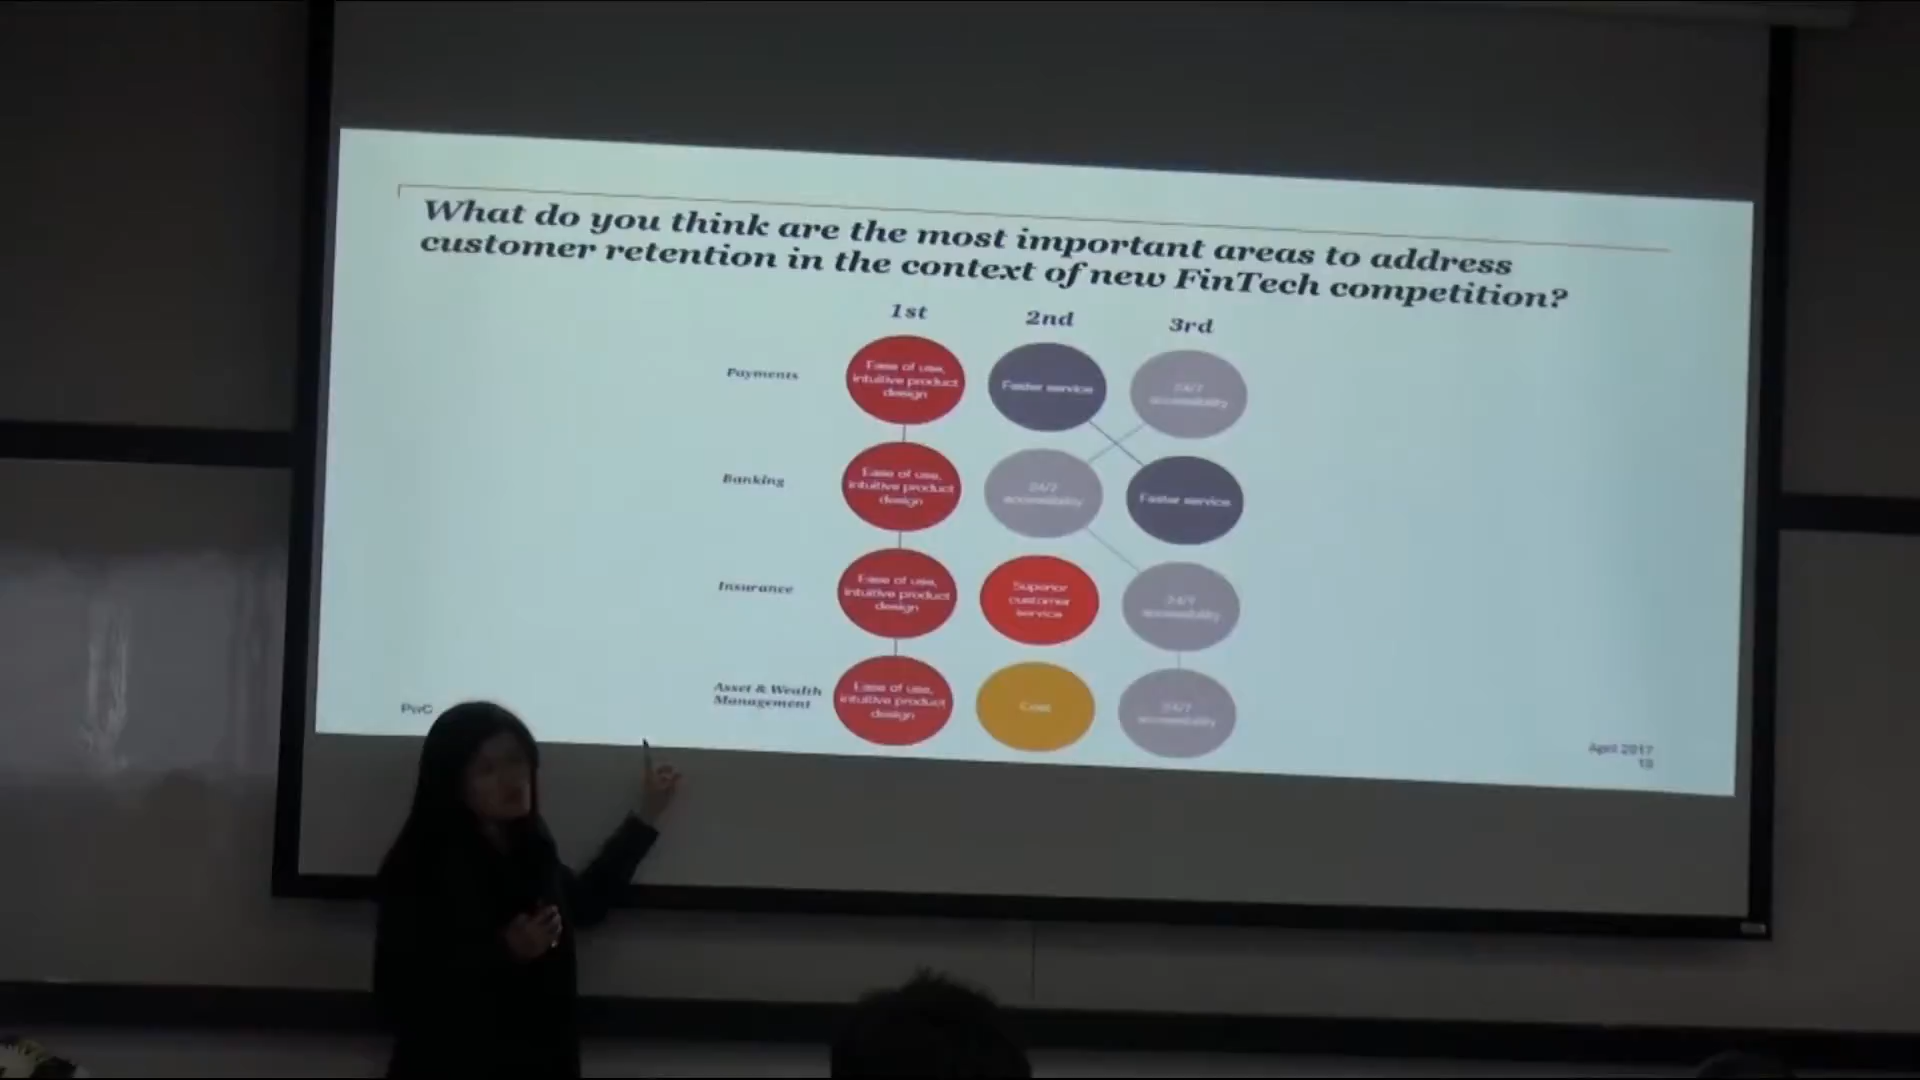 What do you think are the most important areas to address
customer retention in the context of new FinTech competition?
1st 2nd 3rd
Payments
Ease of use,
intuitive product
design
Faster service
24/7
accessibility
Banking
Ease of use,
intuitive product
design
24/7
accessibility
Faster service
Insurance
Ease of use,
intuitive product
design
Superior
customer
service
24/7
accessibility
Asset & Wealth
Management
Ease of use,
intuitive product
design
Cost
24/7
accessibility
PwC
April 2017